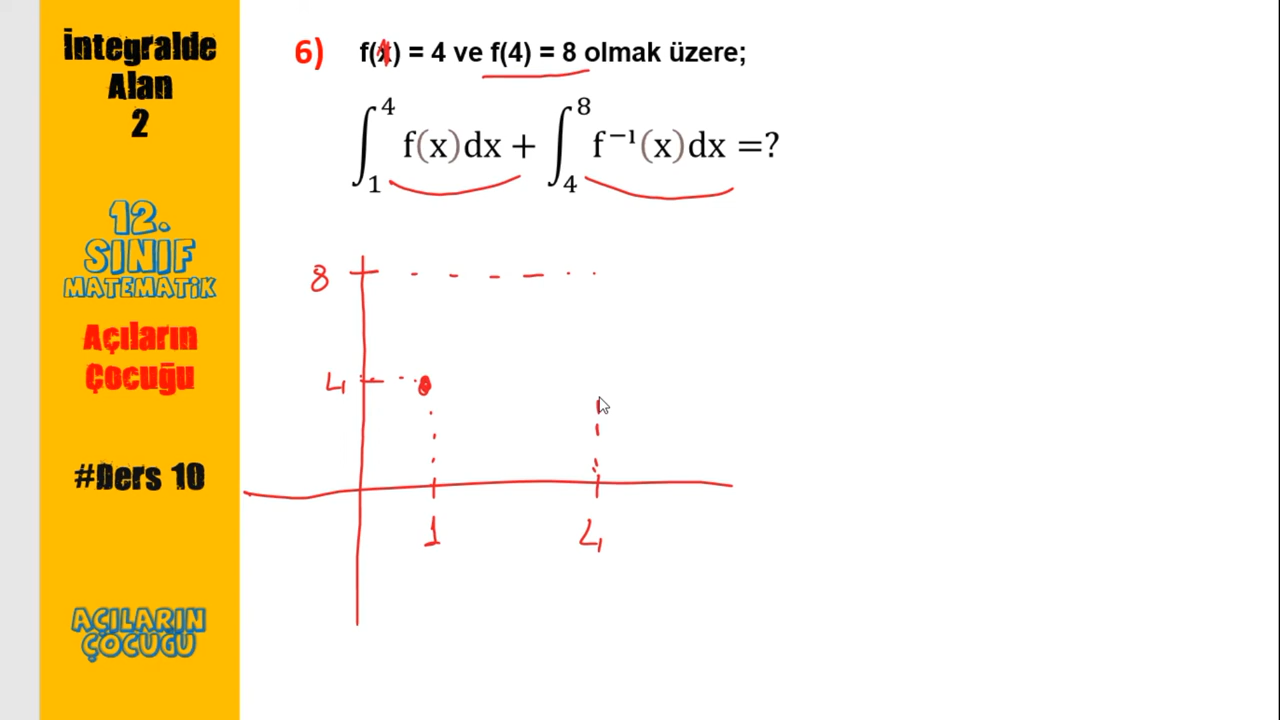 İntegralde
Alan
2
12.
SINIF
MATEMATİK
Açıların
Çocuğu
#Ders 10
AÇILARIN
ÇOCUĞU
6) f(1) = 4 ve f(4) = 8 olmak üzere;
∫₁⁴ f(x)dx + ∫₄⁸ f⁻¹(x)dx =?
8
4
1 4